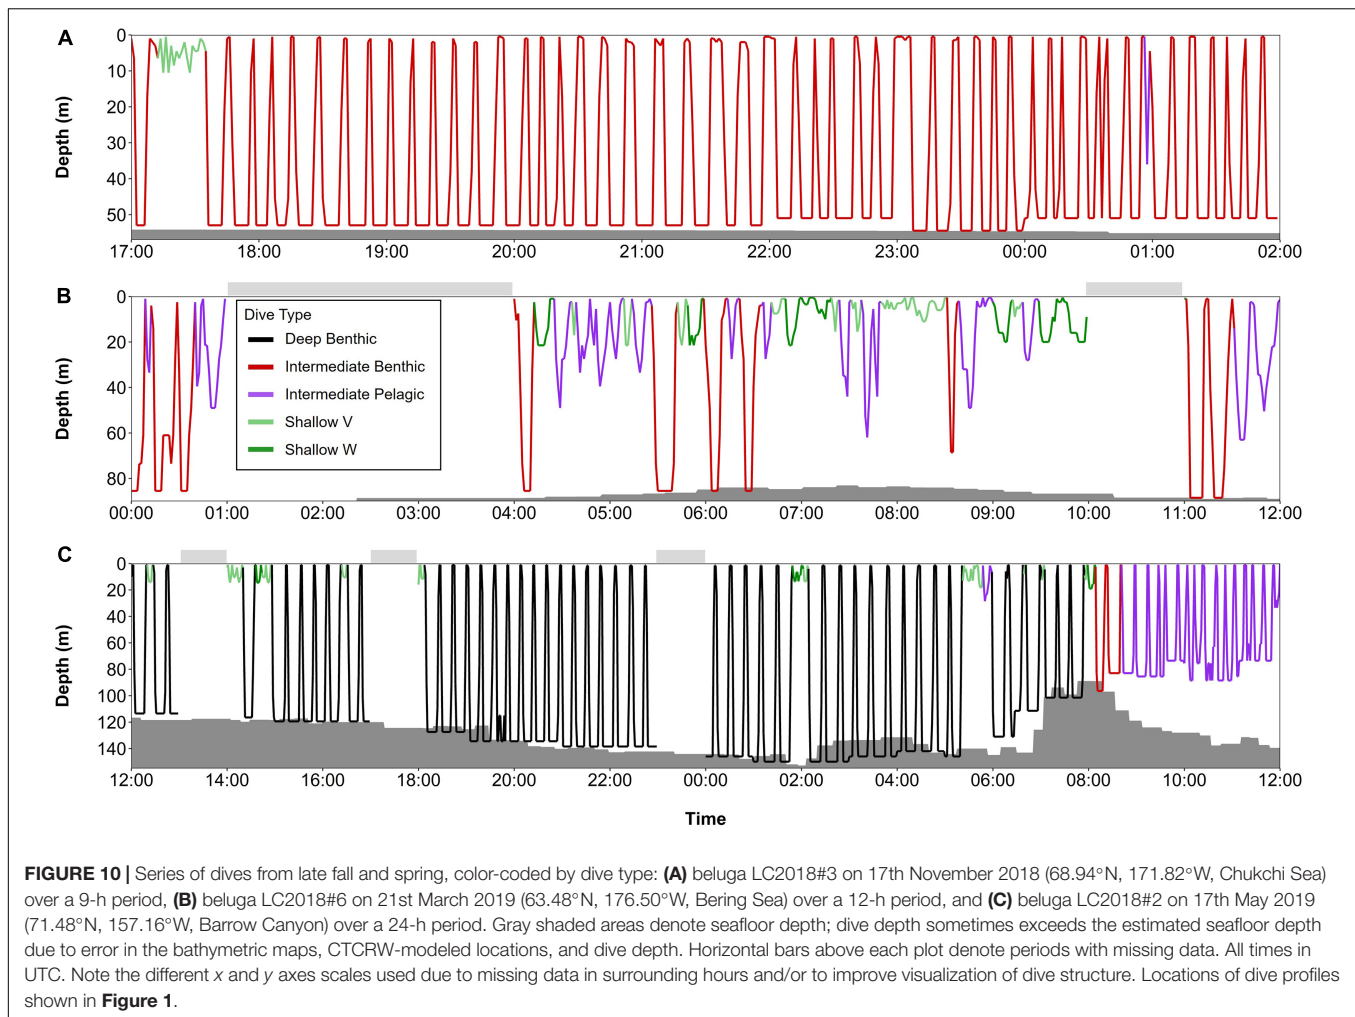 A
Depth (m)
0
10
20
30
40
50
17:00 18:00 19:00 20:00 21:00 22:00 23:00 00:00 01:00 02:00
B
Depth (m)
0
20
40
60
80
Dive Type
Deep Benthic
Intermediate Benthic
Intermediate Pelagic
Shallow V
Shallow W
00:00 01:00 02:00 03:00 04:00 05:00 06:00 07:00 08:00 09:00 10:00 11:00 12:00
C
Depth (m)
0
20
40
60
80
100
120
140
12:00 14:00 16:00 18:00 20:00 22:00 00:00 02:00 04:00 06:00 08:00 10:00 12:00
Time
FIGURE 10 | Series of dives from late fall and spring, color-coded by dive type: (A) beluga LC2018#3 on 17th November 2018 (68.94°N, 171.82°W, Chukchi Sea)
over a 9-h period, (B) beluga LC2018#6 on 21st March 2019 (63.48°N, 176.50°W, Bering Sea) over a 12-h period, and (C) beluga LC2018#2 on 17th May 2019
(71.48°N, 157.16°W, Barrow Canyon) over a 24-h period. Gray shaded areas denote seafloor depth; dive depth sometimes exceeds the estimated seafloor depth
due to error in the bathymetric maps, CTCRW-modeled locations, and dive depth. Horizontal bars above each plot denote periods with missing data. All times in
UTC. Note the different x and y axes scales used due to missing data in surrounding hours and/or to improve visualization of dive structure. Locations of dive profiles
shown in Figure 1.